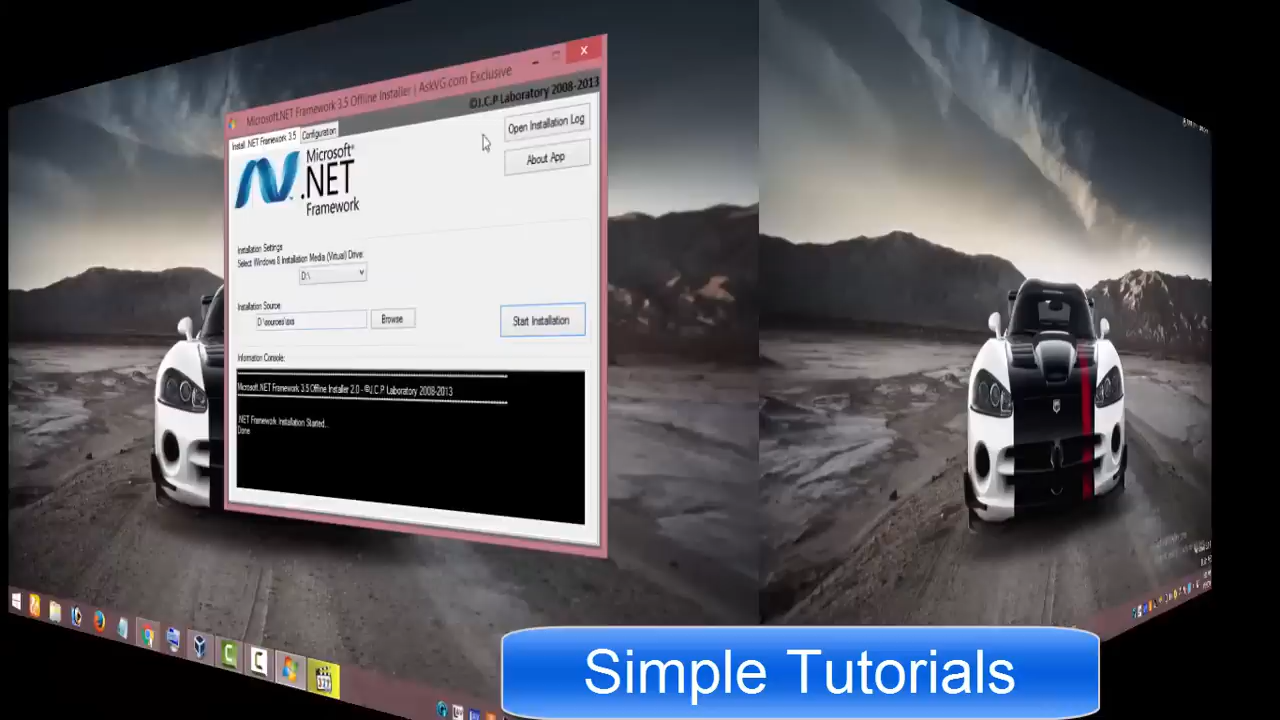 Microsoft.NET Framework 3.5 Offline Installer | AskVG.com Exclusive
©J.C.P Laboratory 2008-2013
Install .NET Framework 3.5
Configuration
Open Installation Log
About App
Microsoft®
.NET
Framework
Installation Settings:
Select Windows 8 Installation Media (Virtual) Drive:
D:\
Installation Source:
D:\sources\sxs
Browse
Start Installation
Information Console:
Microsoft.NET Framework 3.5 Offline Installer 2.0 - ©J.C.P Laboratory 2008-2013
.NET Framework Installation Started..
Done
Simple Tutorials